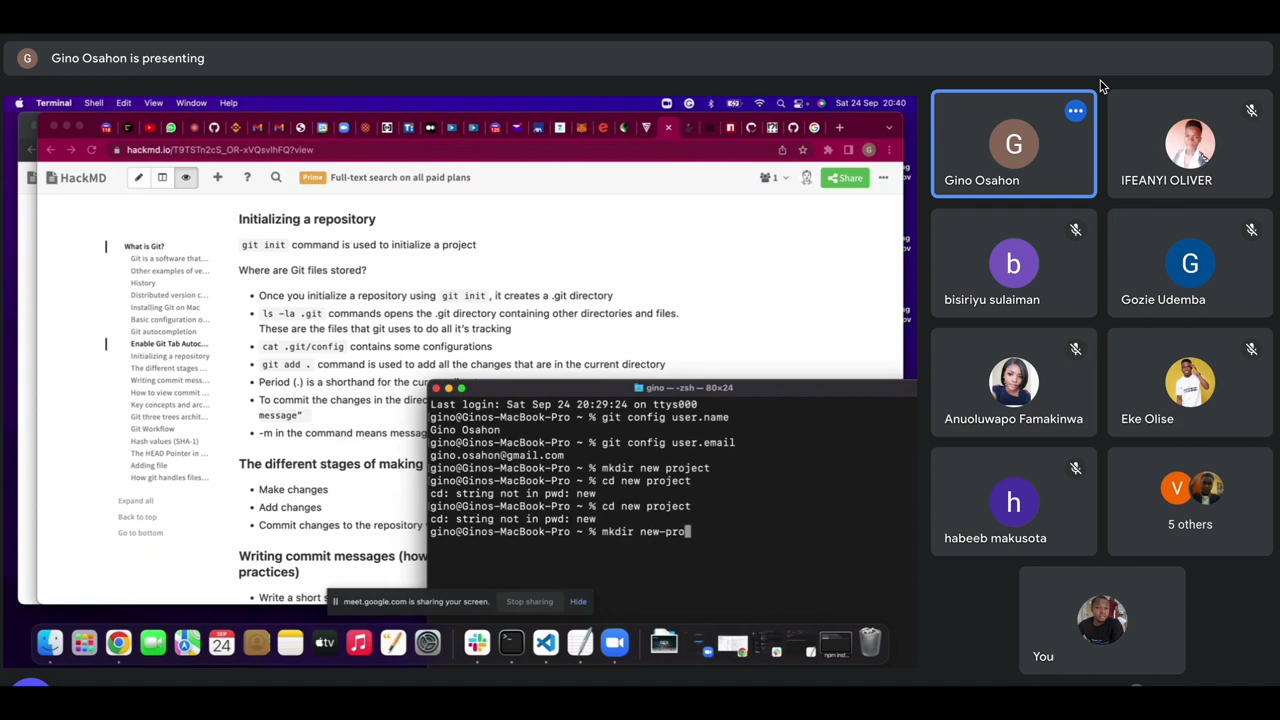 G Gino Osahon is presenting
Terminal Shell Edit View Window Help
Sat 24 Sep 20:40
hackmd.io/T9TSTn2cS_OR-xVQsvlhFQ?view
HackMD
Prime Full-text search on all paid plans
1
Share
What is Git?
Git is a software that...
Other examples of ve...
History
Distributed version c...
Installing Git on Mac
Basic configuration o...
Git autocompletion
Enable Git Tab Autoc...
Initializing a repository
The different stages ...
Writing commit mess...
How to view commit ...
Key concepts and arc...
Git three trees archit...
Git Workflow
Hash values (SHA-1)
The HEAD Pointer in ...
Adding file
How git handles files...
Expand all
Back to top
Go to bottom
Initializing a repository
git init command is used to initialize a project
Where are Git files stored?
• Once you initialize a repository using git init, it creates a .git directory
• ls -la .git commands opens the .git directory containing other directories and files.
These are the files that git uses to do all it's tracking
• cat .git/config contains some configurations
• git add . command is used to add all the changes that are in the current directory
• Period (.) is a shorthand for the cur
• To commit the changes in the direc
message"
• -m in the command means messag
The different stages of making
• Make changes
• Add changes
• Commit changes to the repository
Writing commit messages (how
practices)
• Write a short s
gino — -zsh — 80x24
Last login: Sat Sep 24 20:29:24 on ttys000
gino@Ginos-MacBook-Pro ~ % git config user.name
Gino Osahon
gino@Ginos-MacBook-Pro ~ % git config user.email
gino.osahon@gmail.com
gino@Ginos-MacBook-Pro ~ % mkdir new project
gino@Ginos-MacBook-Pro ~ % cd new project
cd: string not in pwd: new
gino@Ginos-MacBook-Pro ~ % cd new project
cd: string not in pwd: new
gino@Ginos-MacBook-Pro ~ % mkdir new-pro
meet.google.com is sharing your screen. Stop sharing Hide
SEP
24
tv
G
Gino Osahon
IFEANYI OLIVER
b
bisiriyu sulaiman
G
Gozie Udemba
Anuoluwapo Famakinwa
Eke Olise
h
habeeb makusota
V
5 others
You